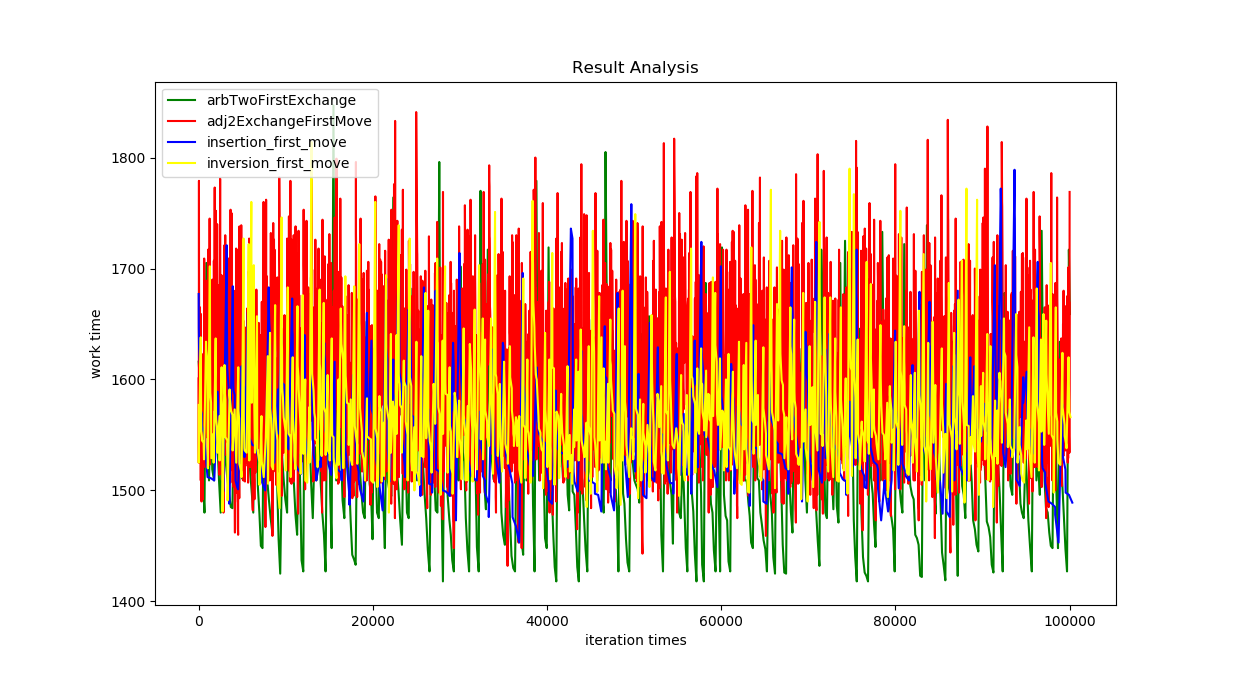 Result Analysis
arbTwoFirstExchange
adj2ExchangeFirstMove
insertion_first_move
inversion_first_move
work time
1800
1700
1600
1500
1400
0 20000 40000 60000 80000 100000
iteration times